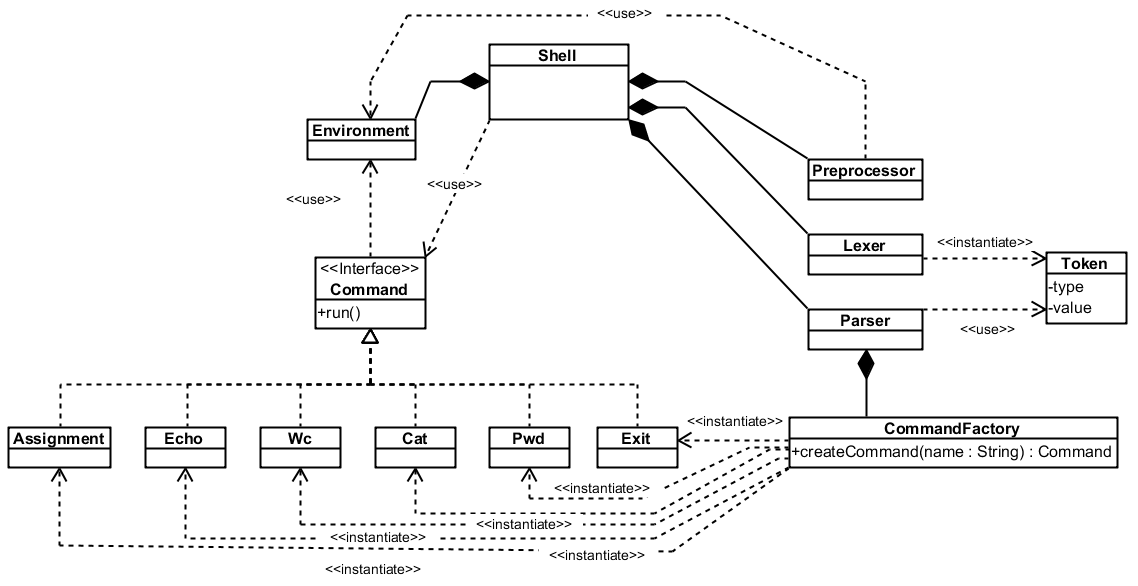 <<use>>
Shell
Environment
Preprocessor
<<use>>
<<use>>
Lexer
<<instantiate>>
Token
-type
-value
<<Interface>>
Command
+run()
Parser
<<use>>
Assignment
Echo
Wc
Cat
Pwd
Exit
<<instantiate>>
CommandFactory
+createCommand(name : String) : Command
<<instantiate>>
<<instantiate>>
<<instantiate>>
<<instantiate>>
<<instantiate>>